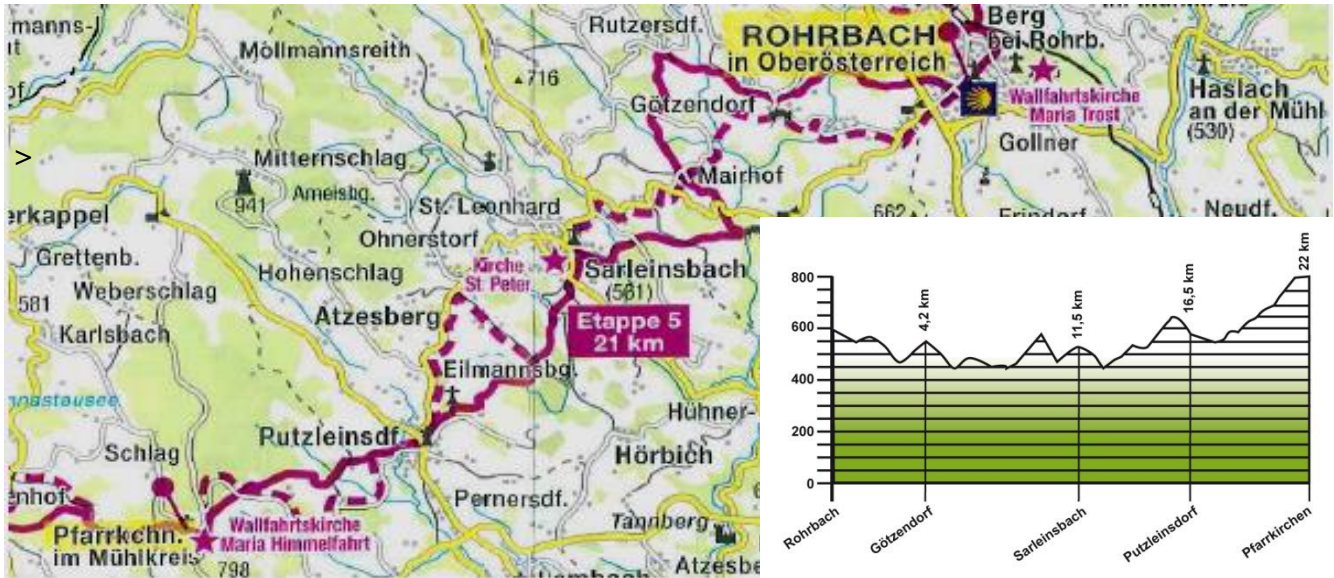 Rutzersdf.
ROHRBACH
in Oberösterreich
Berg
bei Rohrb.
Mollmannsreith
716
Götzendorf
Wallfahrtskirche
Maria Trost
Haslach
an der Mühl
(530)
Gollner
>
Mitternschlag
Ameisbg.
941
Mairhof
St. Leonhard
erkappel
Ohnerstorf
662
Neudf.
Grettenb.
Hohenschlag
Kirche
St. Peter
Sarleinsbach
(561)
Weberschlag
581
Karlsbach
Atzesberg
Etappe 5
21 km
Eilmannsbg.
Hühner-
Rutzleinsdf.
Schlag
Hörbich
enhof
Pernersdf.
Pfarrkchn.
im Mühlkreis
Wallfahrtskirche
Maria Himmelfahrt
798
Tannberg
Atzesbe
800
600
400
200
0
4,2 km
11,5 km
16,5 km
22 km
Rohrbach
Götzendorf
Sarleinsbach
Putzleinsdorf
Pfarrkirchen